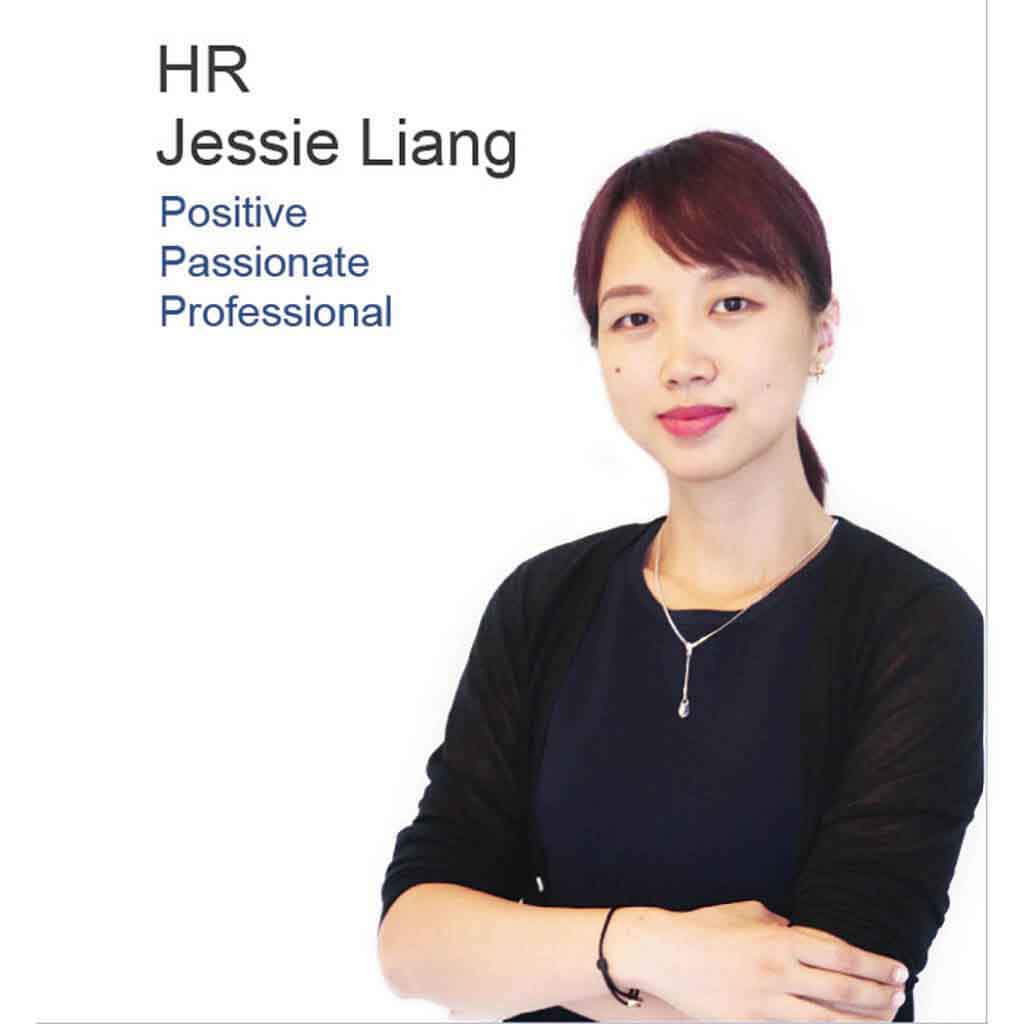 HR
Jessie Liang
Positive
Passionate
Professional